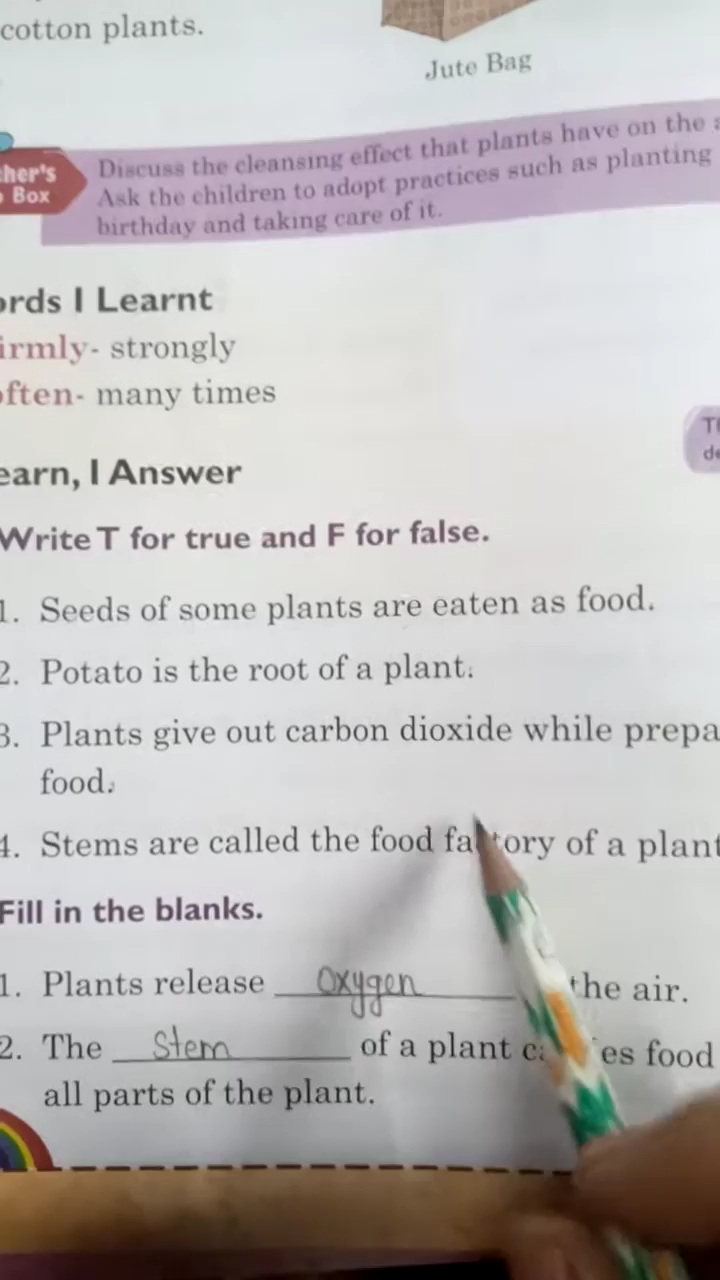 cotton plants.
Jute Bag
her's Discuss the cleansing effect that plants have on the
Box Ask the children to adopt practices such as planting
birthday and taking care of it.
ords I Learnt
irmly- strongly
often- many times
earn, I Answer
Write T for true and F for false.
1. Seeds of some plants are eaten as food.
2. Potato is the root of a plant.
3. Plants give out carbon dioxide while prepa
food.
4. Stems are called the food fa tory of a plant
Fill in the blanks.
1. Plants release Oxygen the air.
2. The Stem of a plant ca es food
all parts of the plant.